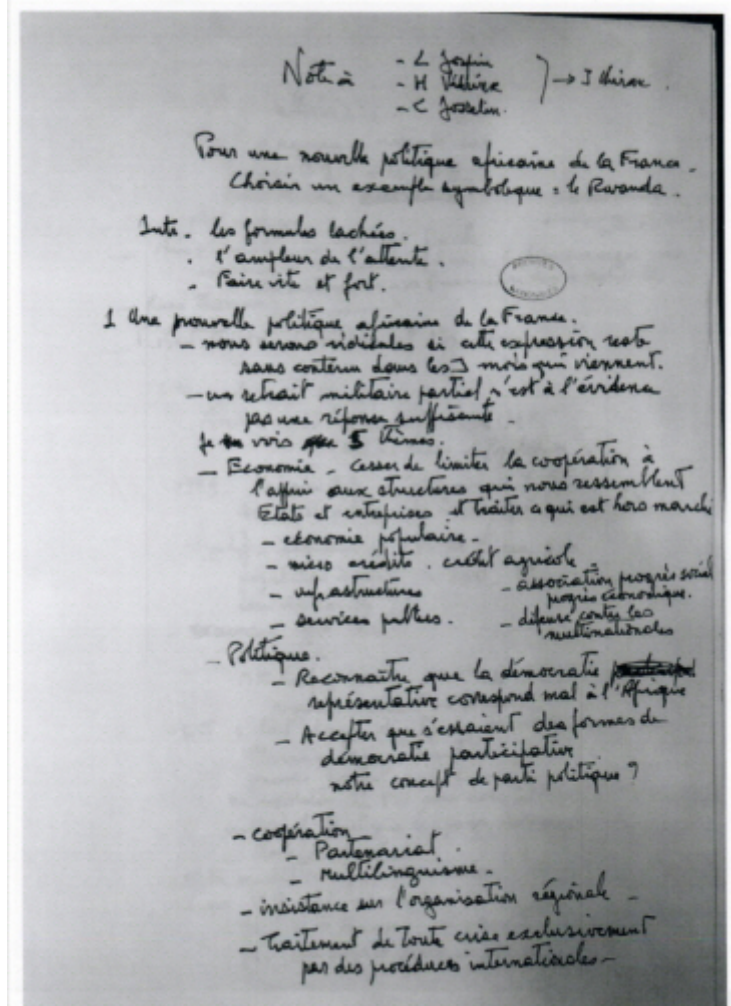 Note à
- L Jospin
- H Védrine
- C Josselin.
→ J Chirac.
Pour une nouvelle politique africaine de la France.
Choisir un exemple symbolique : le Rwanda.
Intr. les formules lachées.
. l'ampleur de l'attente.
. Faire vite et fort.
1 Une nouvelle politique africaine de la France.
- nous serons ridicules si cette expression reste
sans contenu dans les 3 mois qui viennent.
- un retrait militaire partiel n'est à l'évidence
pas une réponse suffisante.
Je vois 5 thèmes.
- Economie - cesser de limiter la coopération à
l'appui aux structures qui nous ressemblent
Etats et entreprises et traiter ce qui est hors marché
- économie populaire -
- micro crédits. crédit agricole -
- infrastructures
- services publics.
- association progrès social
progrès économique.
- défense contre les
multinationales
- Politique.
- Reconnaître que la démocratie
représentative correspond mal à l'Afrique
- Accepter que s'essaient des formes de
démocratie participative
notre concept de parti politique ?
- coopération
- Partenariat.
- Multilinguisme -
- insistance sur l'organisation régionale -
- Traitement de toute crise exclusivement
par des procédures internationales -